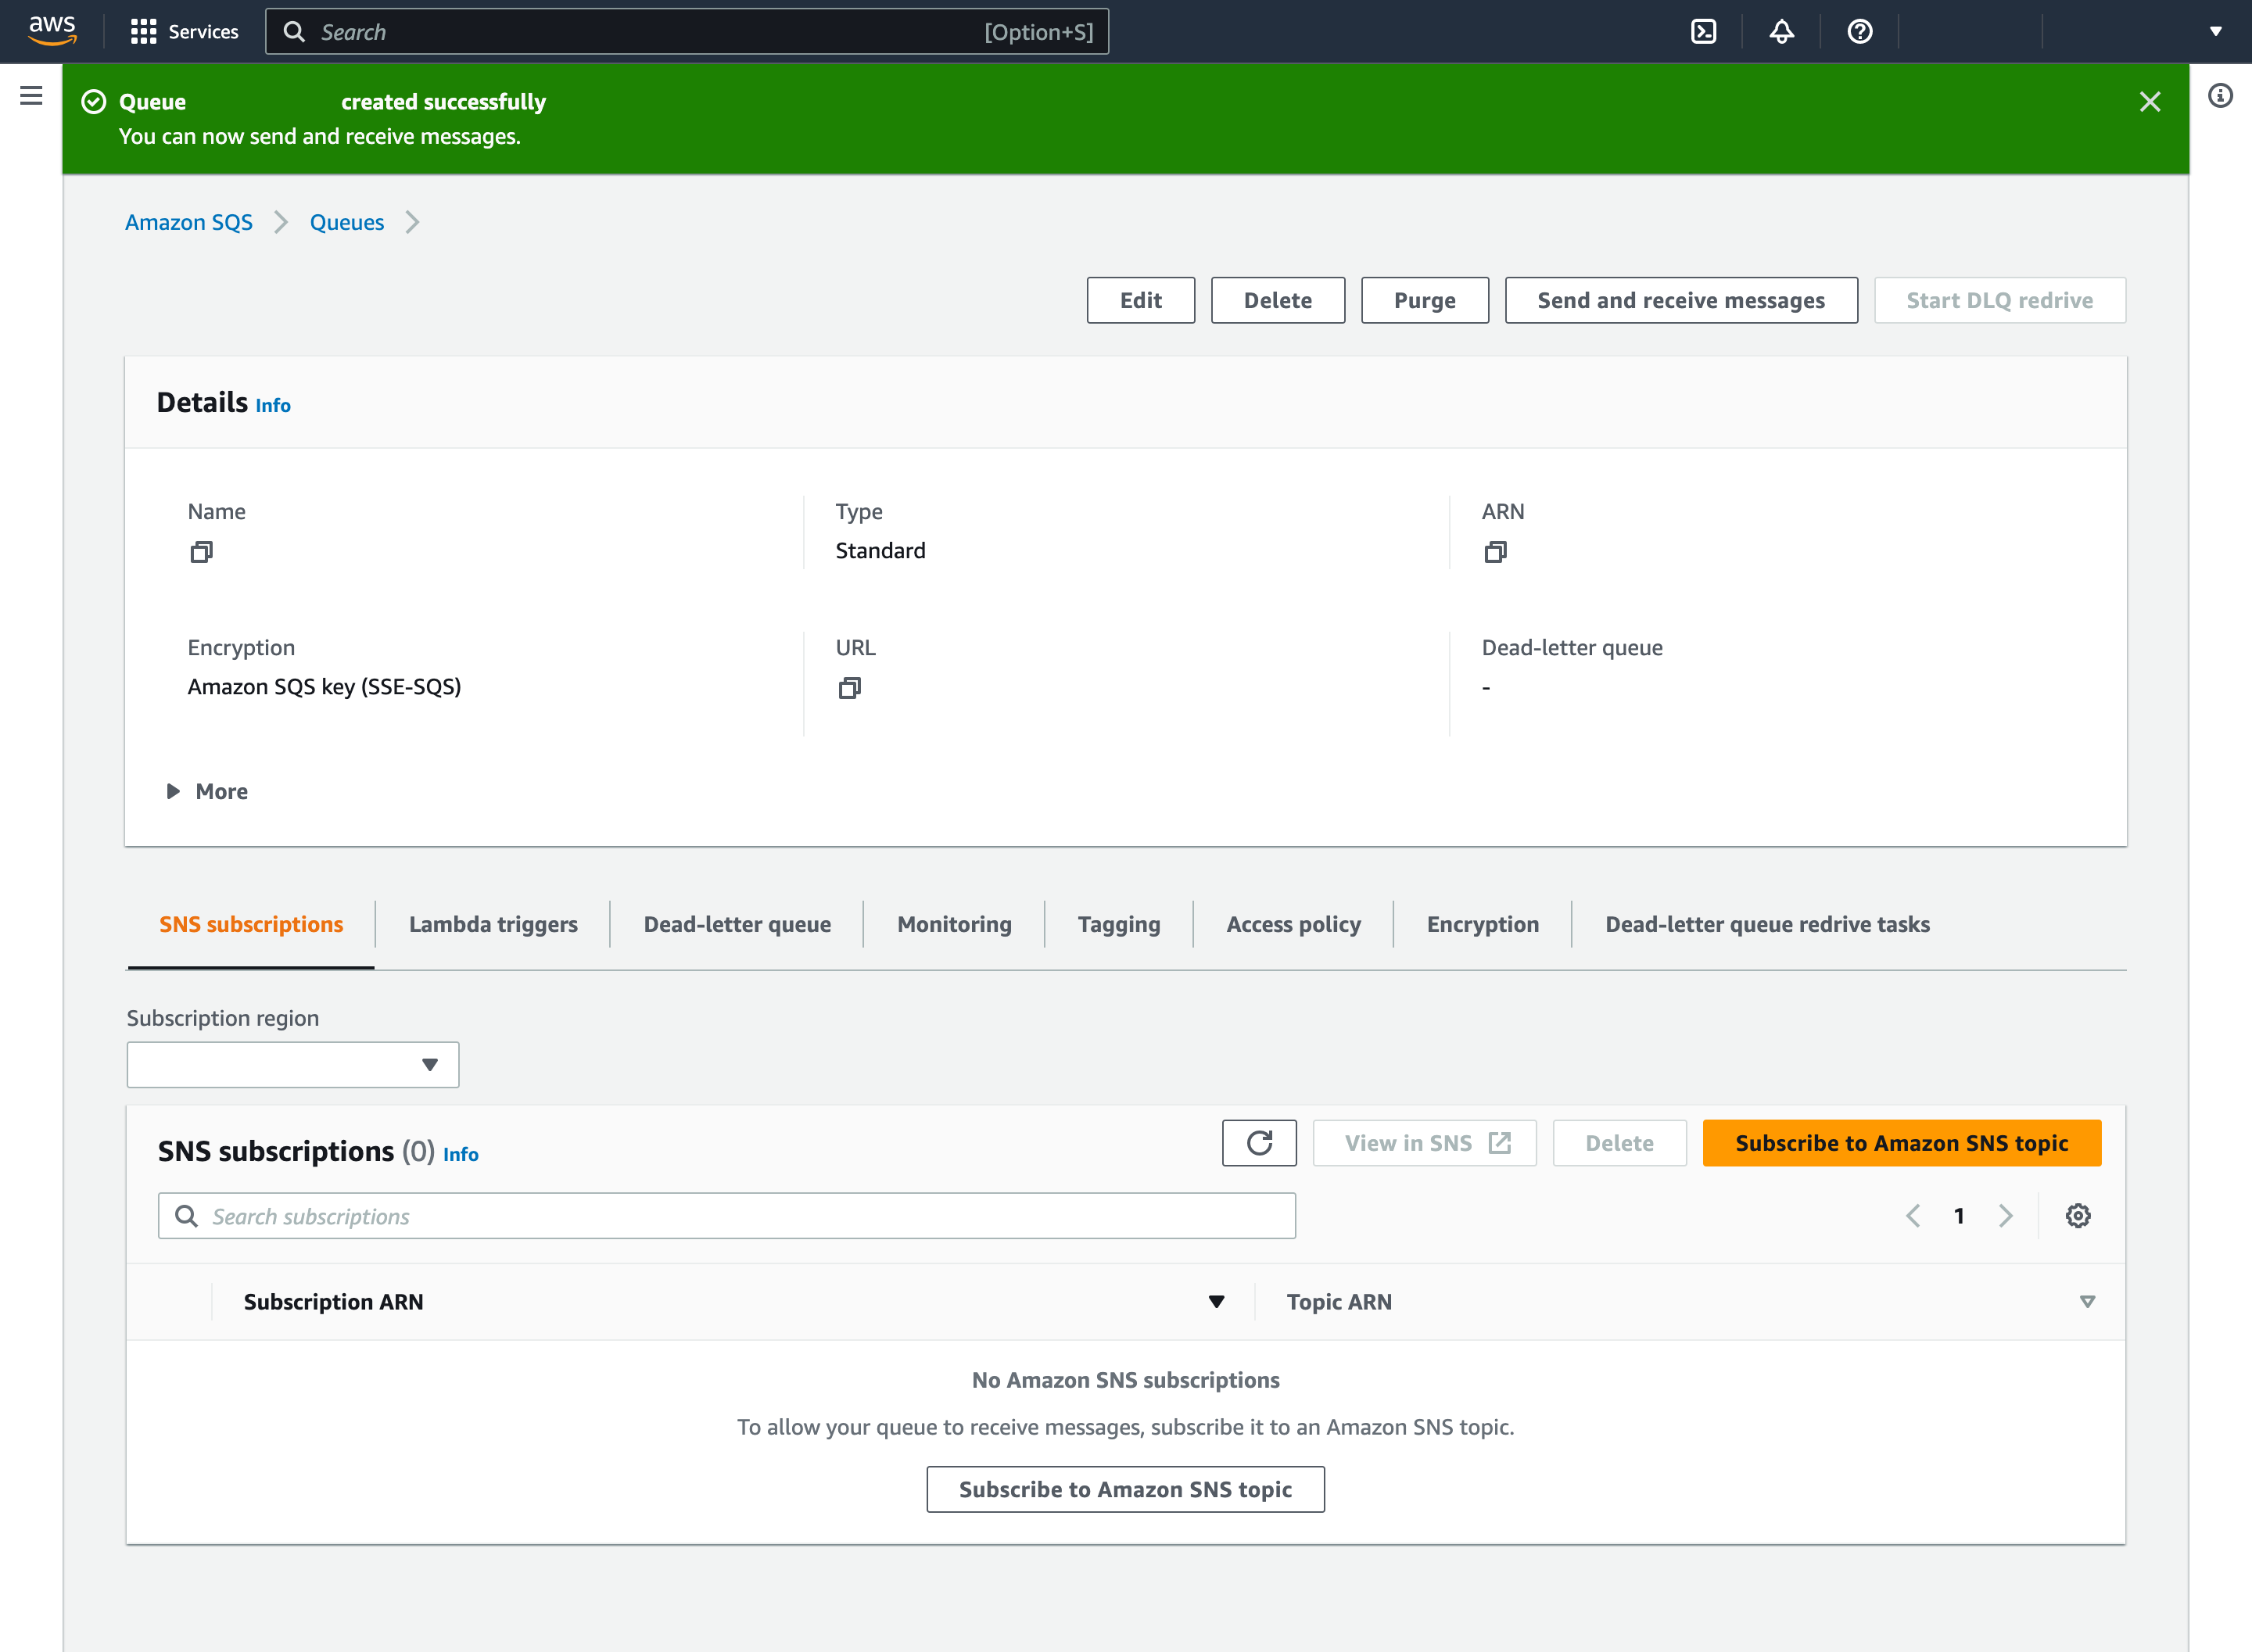 aws Services Search [Option+S]
Queue created successfully
You can now send and receive messages.
Amazon SQS Queues
Edit Delete Purge Send and receive messages Start DLQ redrive
Details Info
Name Type ARN
Standard
Encryption URL Dead-letter queue
Amazon SQS key (SSE-SQS) -
More
SNS subscriptions Lambda triggers Dead-letter queue Monitoring Tagging Access policy Encryption Dead-letter queue redrive tasks
Subscription region
SNS subscriptions (0) Info View in SNS Delete Subscribe to Amazon SNS topic
Search subscriptions 1
Subscription ARN Topic ARN
No Amazon SNS subscriptions
To allow your queue to receive messages, subscribe it to an Amazon SNS topic.
Subscribe to Amazon SNS topic